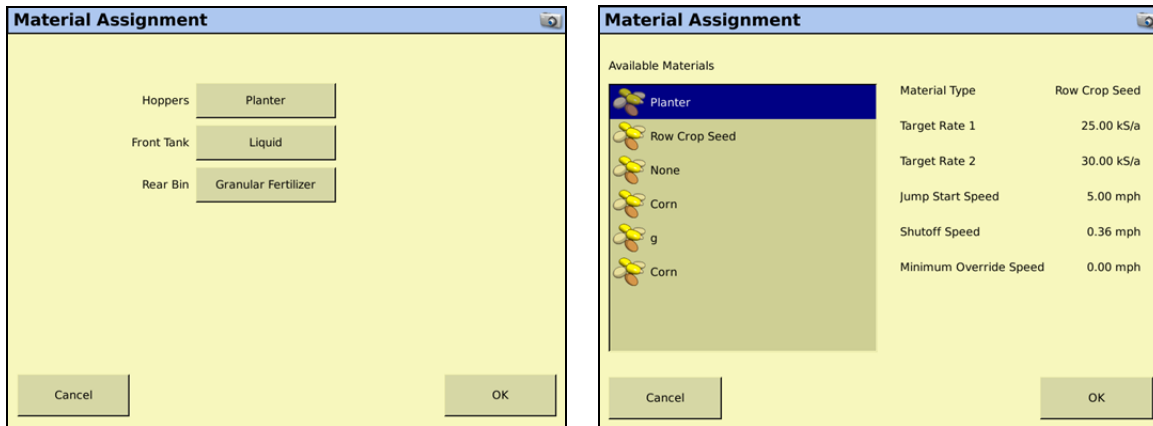 Material Assignment
Hoppers Planter
Front Tank Liquid
Rear Bin Granular Fertilizer
Cancel OK
Material Assignment
Available Materials
Planter
Row Crop Seed
None
Corn
g
Corn
Material Type Row Crop Seed
Target Rate 1 25.00 kS/a
Target Rate 2 30.00 kS/a
Jump Start Speed 5.00 mph
Shutoff Speed 0.36 mph
Minimum Override Speed 0.00 mph
Cancel OK